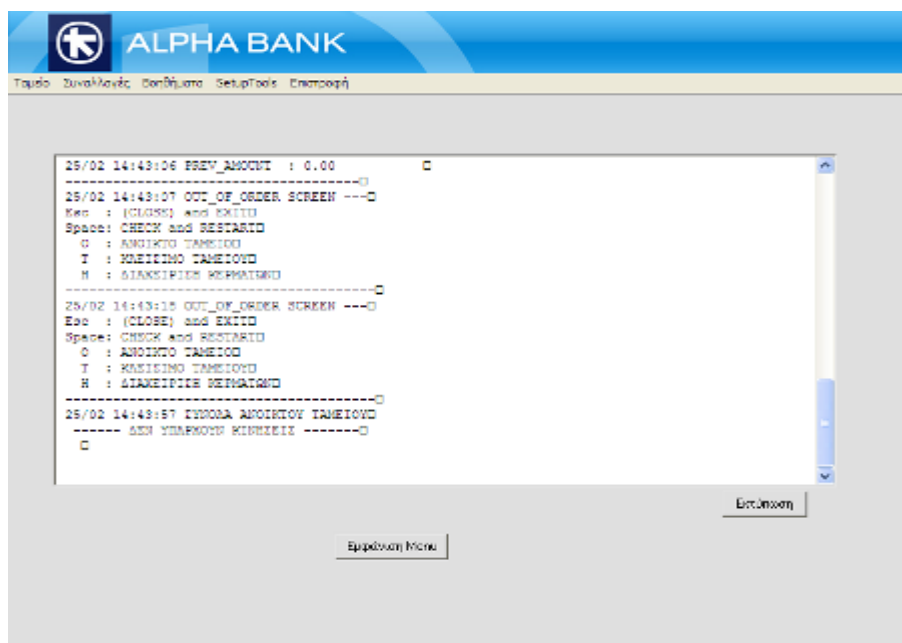 ALPHA BANK
Ταμείο Συναλλαγές Βοηθήματα SetupTools Επιστροφή
25/02 14:43:06 PREV_AMOUNT : 0.00
-------------------------------------
25/02 14:43:07 OUT_OF_ORDER SCREEN ---
Esc : (CLOSE) and EXIT
Space: CHECK and RESTART
O : ΑΝΟΙΚΤΟ ΤΑΜΕΙΟ
T : ΚΛΕΙΣΙΜΟ ΤΑΜΕΙΟΥ
H : ΔΙΑΧΕΙΡΙΣΗ ΚΕΡΜΑΤΩΝ
---------------------------------------
25/02 14:43:15 OUT_OF_ORDER SCREEN ---
Esc : (CLOSE) and EXIT
Space: CHECK and RESTART
O : ΑΝΟΙΚΤΟ ΤΑΜΕΙΟ
T : ΚΛΕΙΣΙΜΟ ΤΑΜΕΙΟΥ
H : ΔΙΑΧΕΙΡΙΣΗ ΚΕΡΜΑΤΩΝ
---------------------------------------
25/02 14:43:57 ΣΥΝΟΛΑ ΑΝΟΙΚΤΟΥ ΤΑΜΕΙΟΥ
------ ΔΕΝ ΥΠΑΡΧΟΥΝ ΚΙΝΗΣΕΙΣ -------
Εκτύπωση
Εμφάνιση Menu